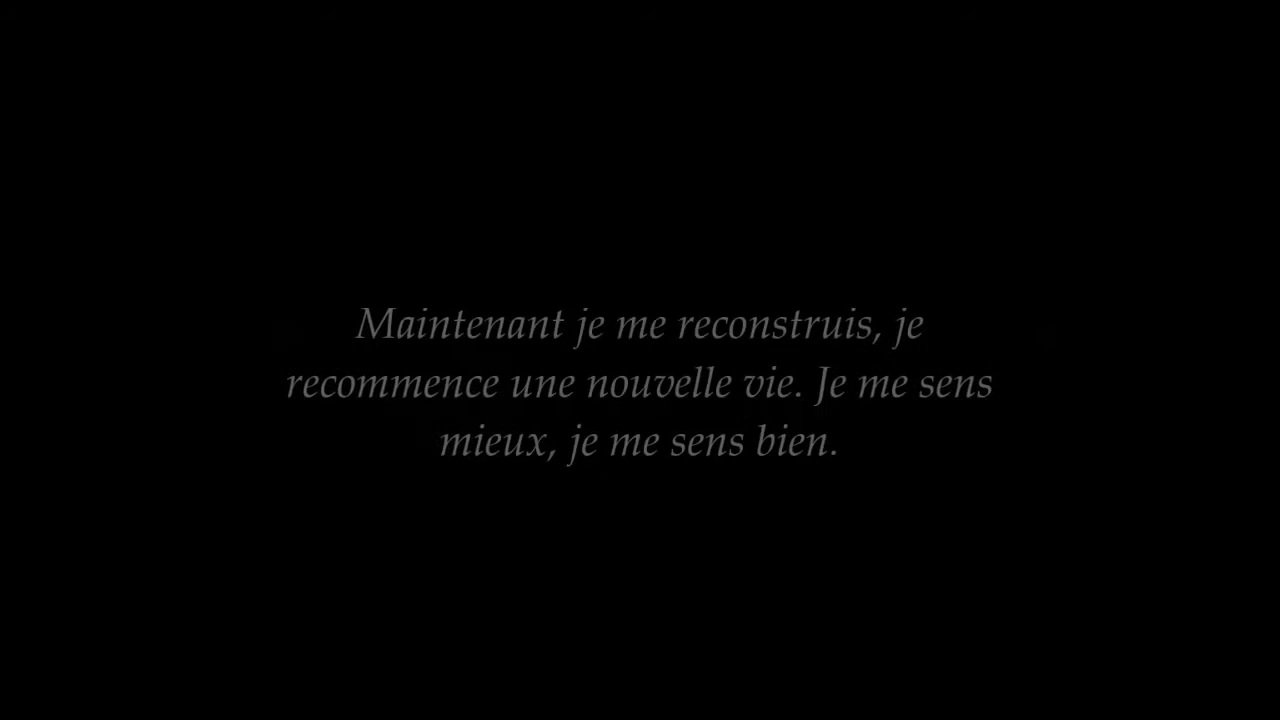 Maintenant je me reconstruis, je
recommence une nouvelle vie. Je me sens
mieux, je me sens bien.